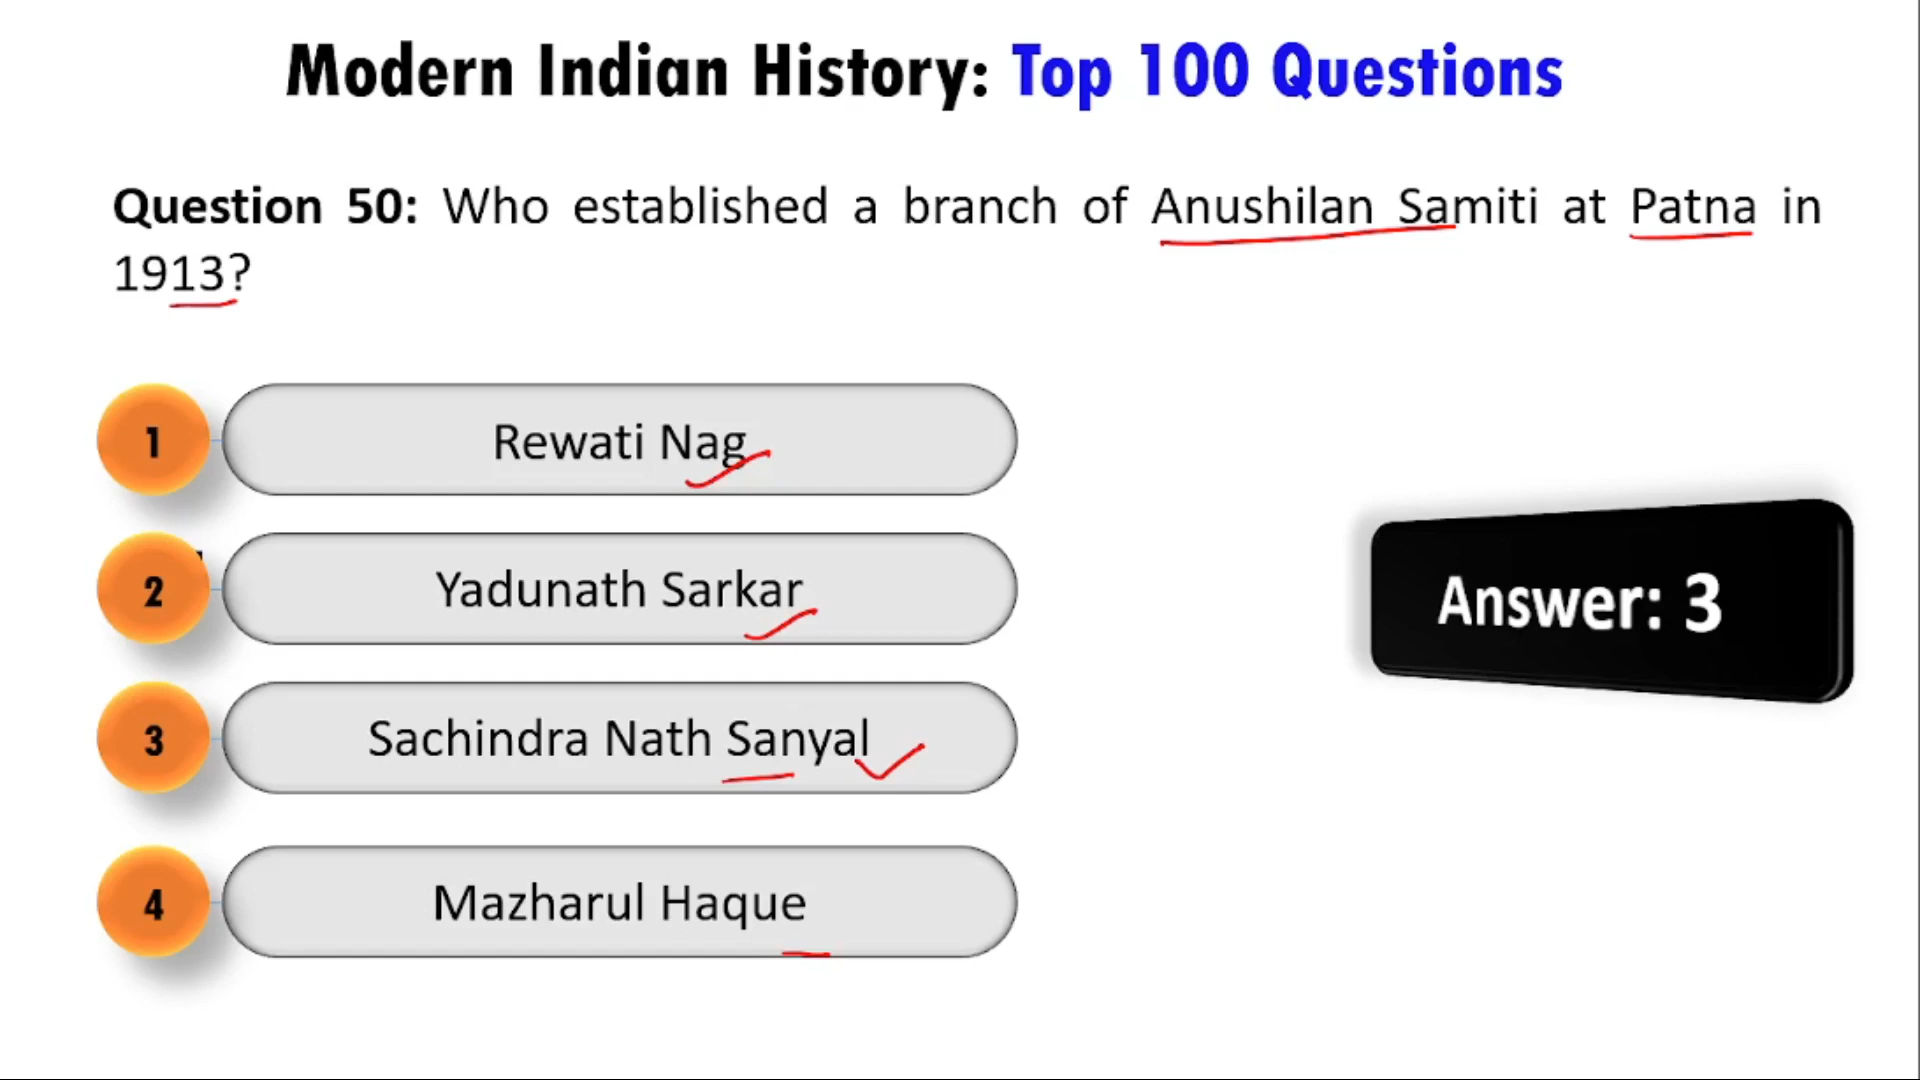 Modern Indian History: Top 100 Questions
Question 50: Who established a branch of Anushilan Samiti at Patna in
1913?
1 Rewati Nag
2 Yadunath Sarkar
Answer: 3
3 Sachindra Nath Sanyal
4 Mazharul Haque